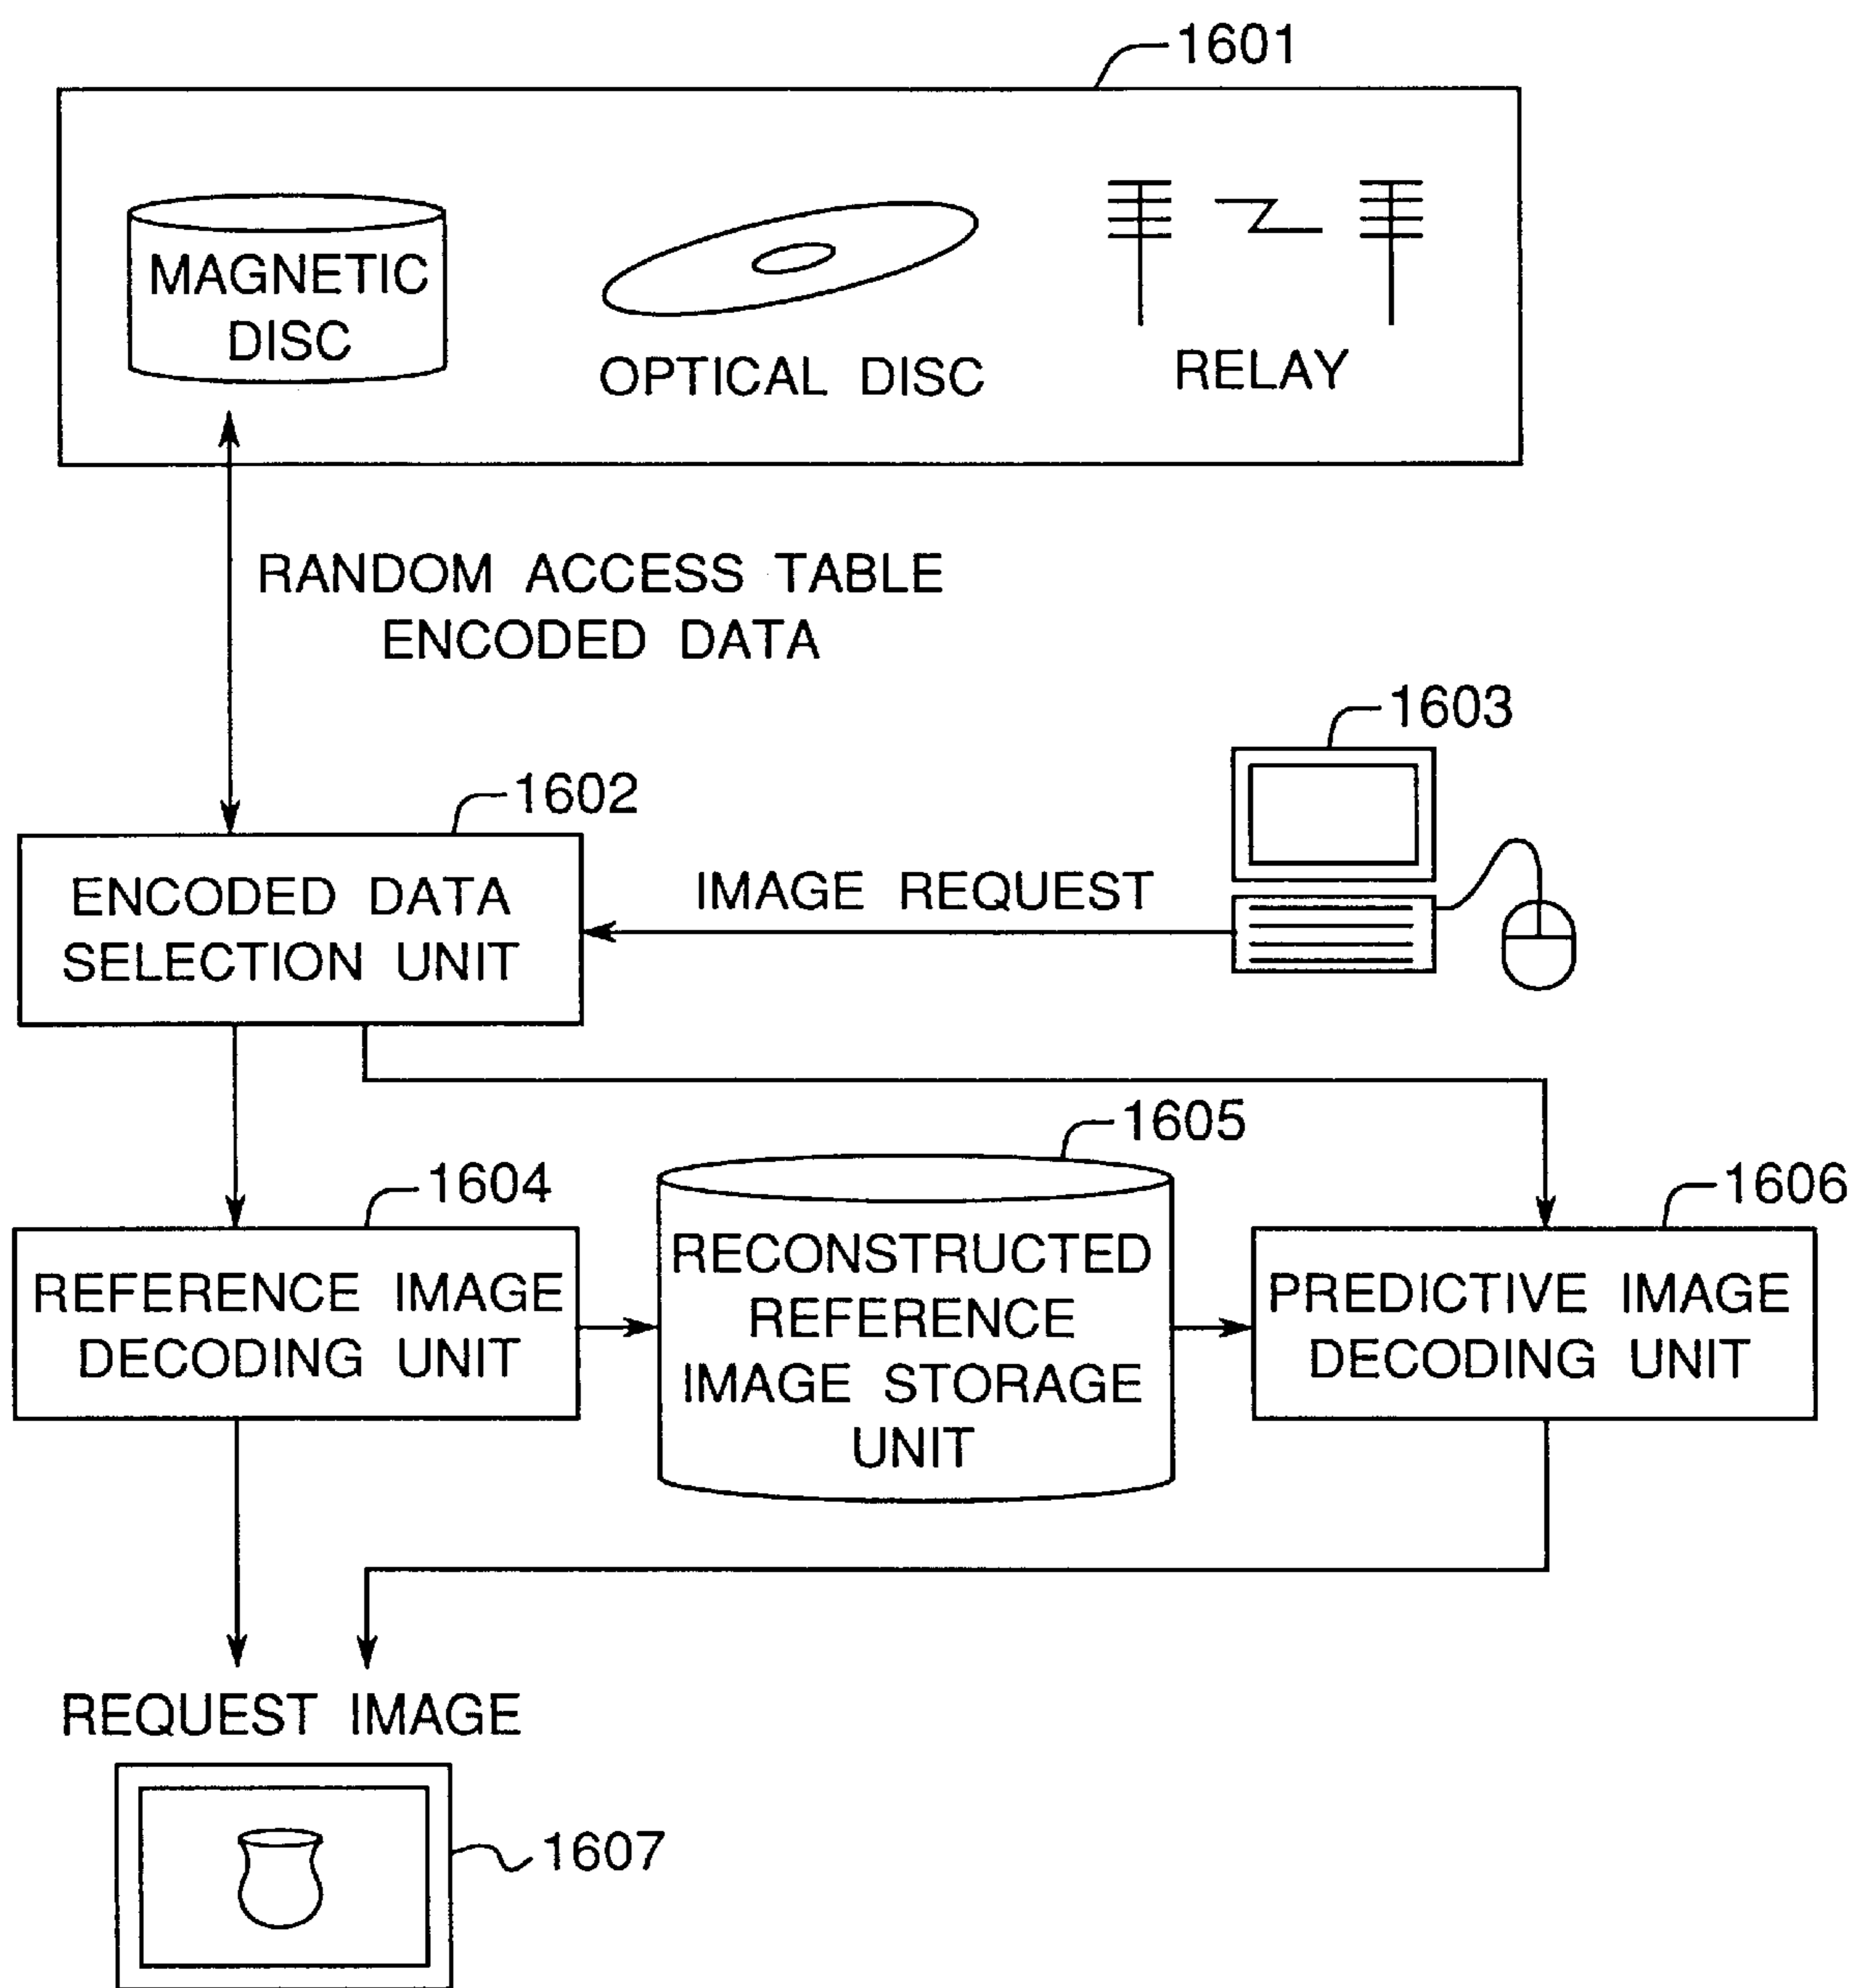 1601
MAGNETIC
DISC
OPTICAL DISC
RELAY
RANDOM ACCESS TABLE
ENCODED DATA
1603
1602
ENCODED DATA
SELECTION UNIT
IMAGE REQUEST
1605
1604
1606
REFERENCE IMAGE
DECODING UNIT
RECONSTRUCTED
REFERENCE
IMAGE STORAGE
UNIT
PREDICTIVE IMAGE
DECODING UNIT
REQUEST IMAGE
1607